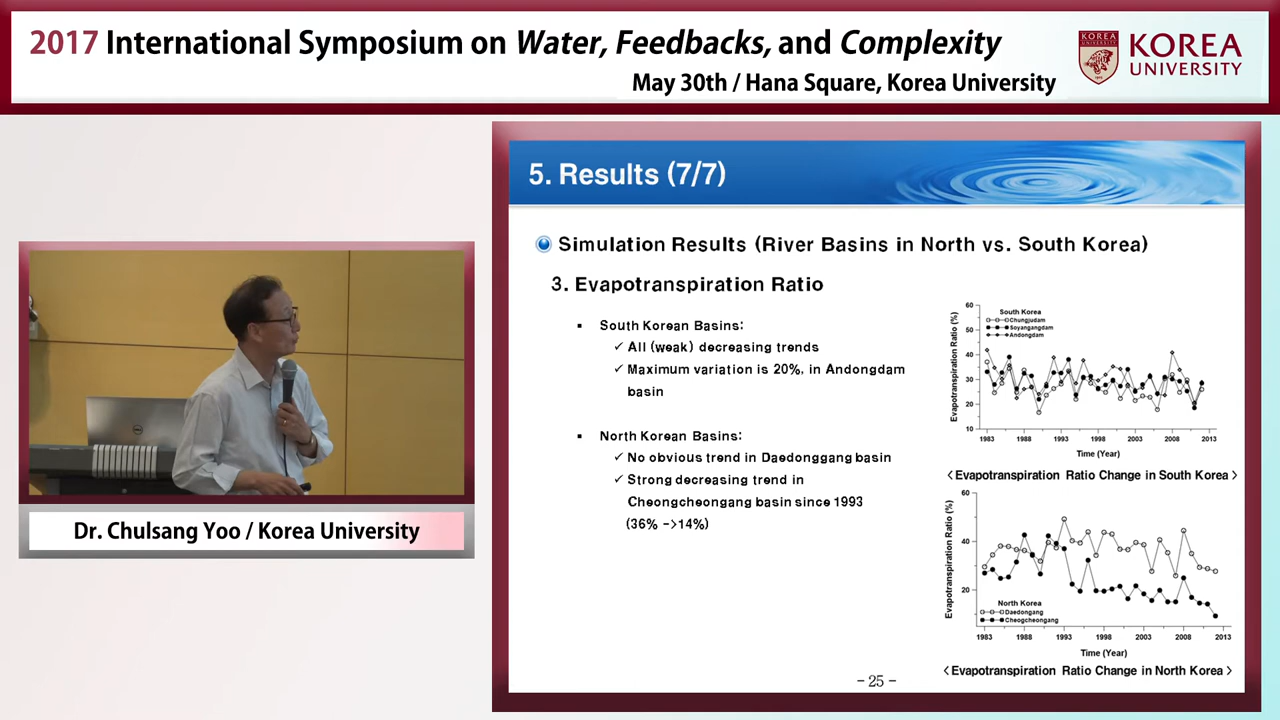 2017 International Symposium on Water, Feedbacks, and Complexity
May 30th / Hana Square, Korea University
KOREA
UNIVERSITY
5. Results (7/7)
Simulation Results (River Basins in North vs. South Korea)
3. Evapotranspiration Ratio
▪ South Korean Basins:
✓ All (weak) decreasing trends
✓ Maximum variation is 20%, in Andongdam
basin
▪ North Korean Basins:
✓ No obvious trend in Daedonggang basin
✓ Strong decreasing trend in
Cheongcheongang basin since 1993
(36% ->14%)
Evapotranspiration Ratio (%)
60
50
40
30
20
10
South Korea
Chungjudam
Soyangangdam
Andongdam
1983 1988 1993 1998 2003 2008 2013
Time (Year)
< Evapotranspiration Ratio Change in South Korea >
Evapotranspiration Ratio (%)
60
40
20
North Korea
Daedongang
Cheogcheongang
1983 1988 1993 1998 2003 2008 2013
Time (Year)
< Evapotranspiration Ratio Change in North Korea >
- 25 -
Dr. Chulsang Yoo / Korea University